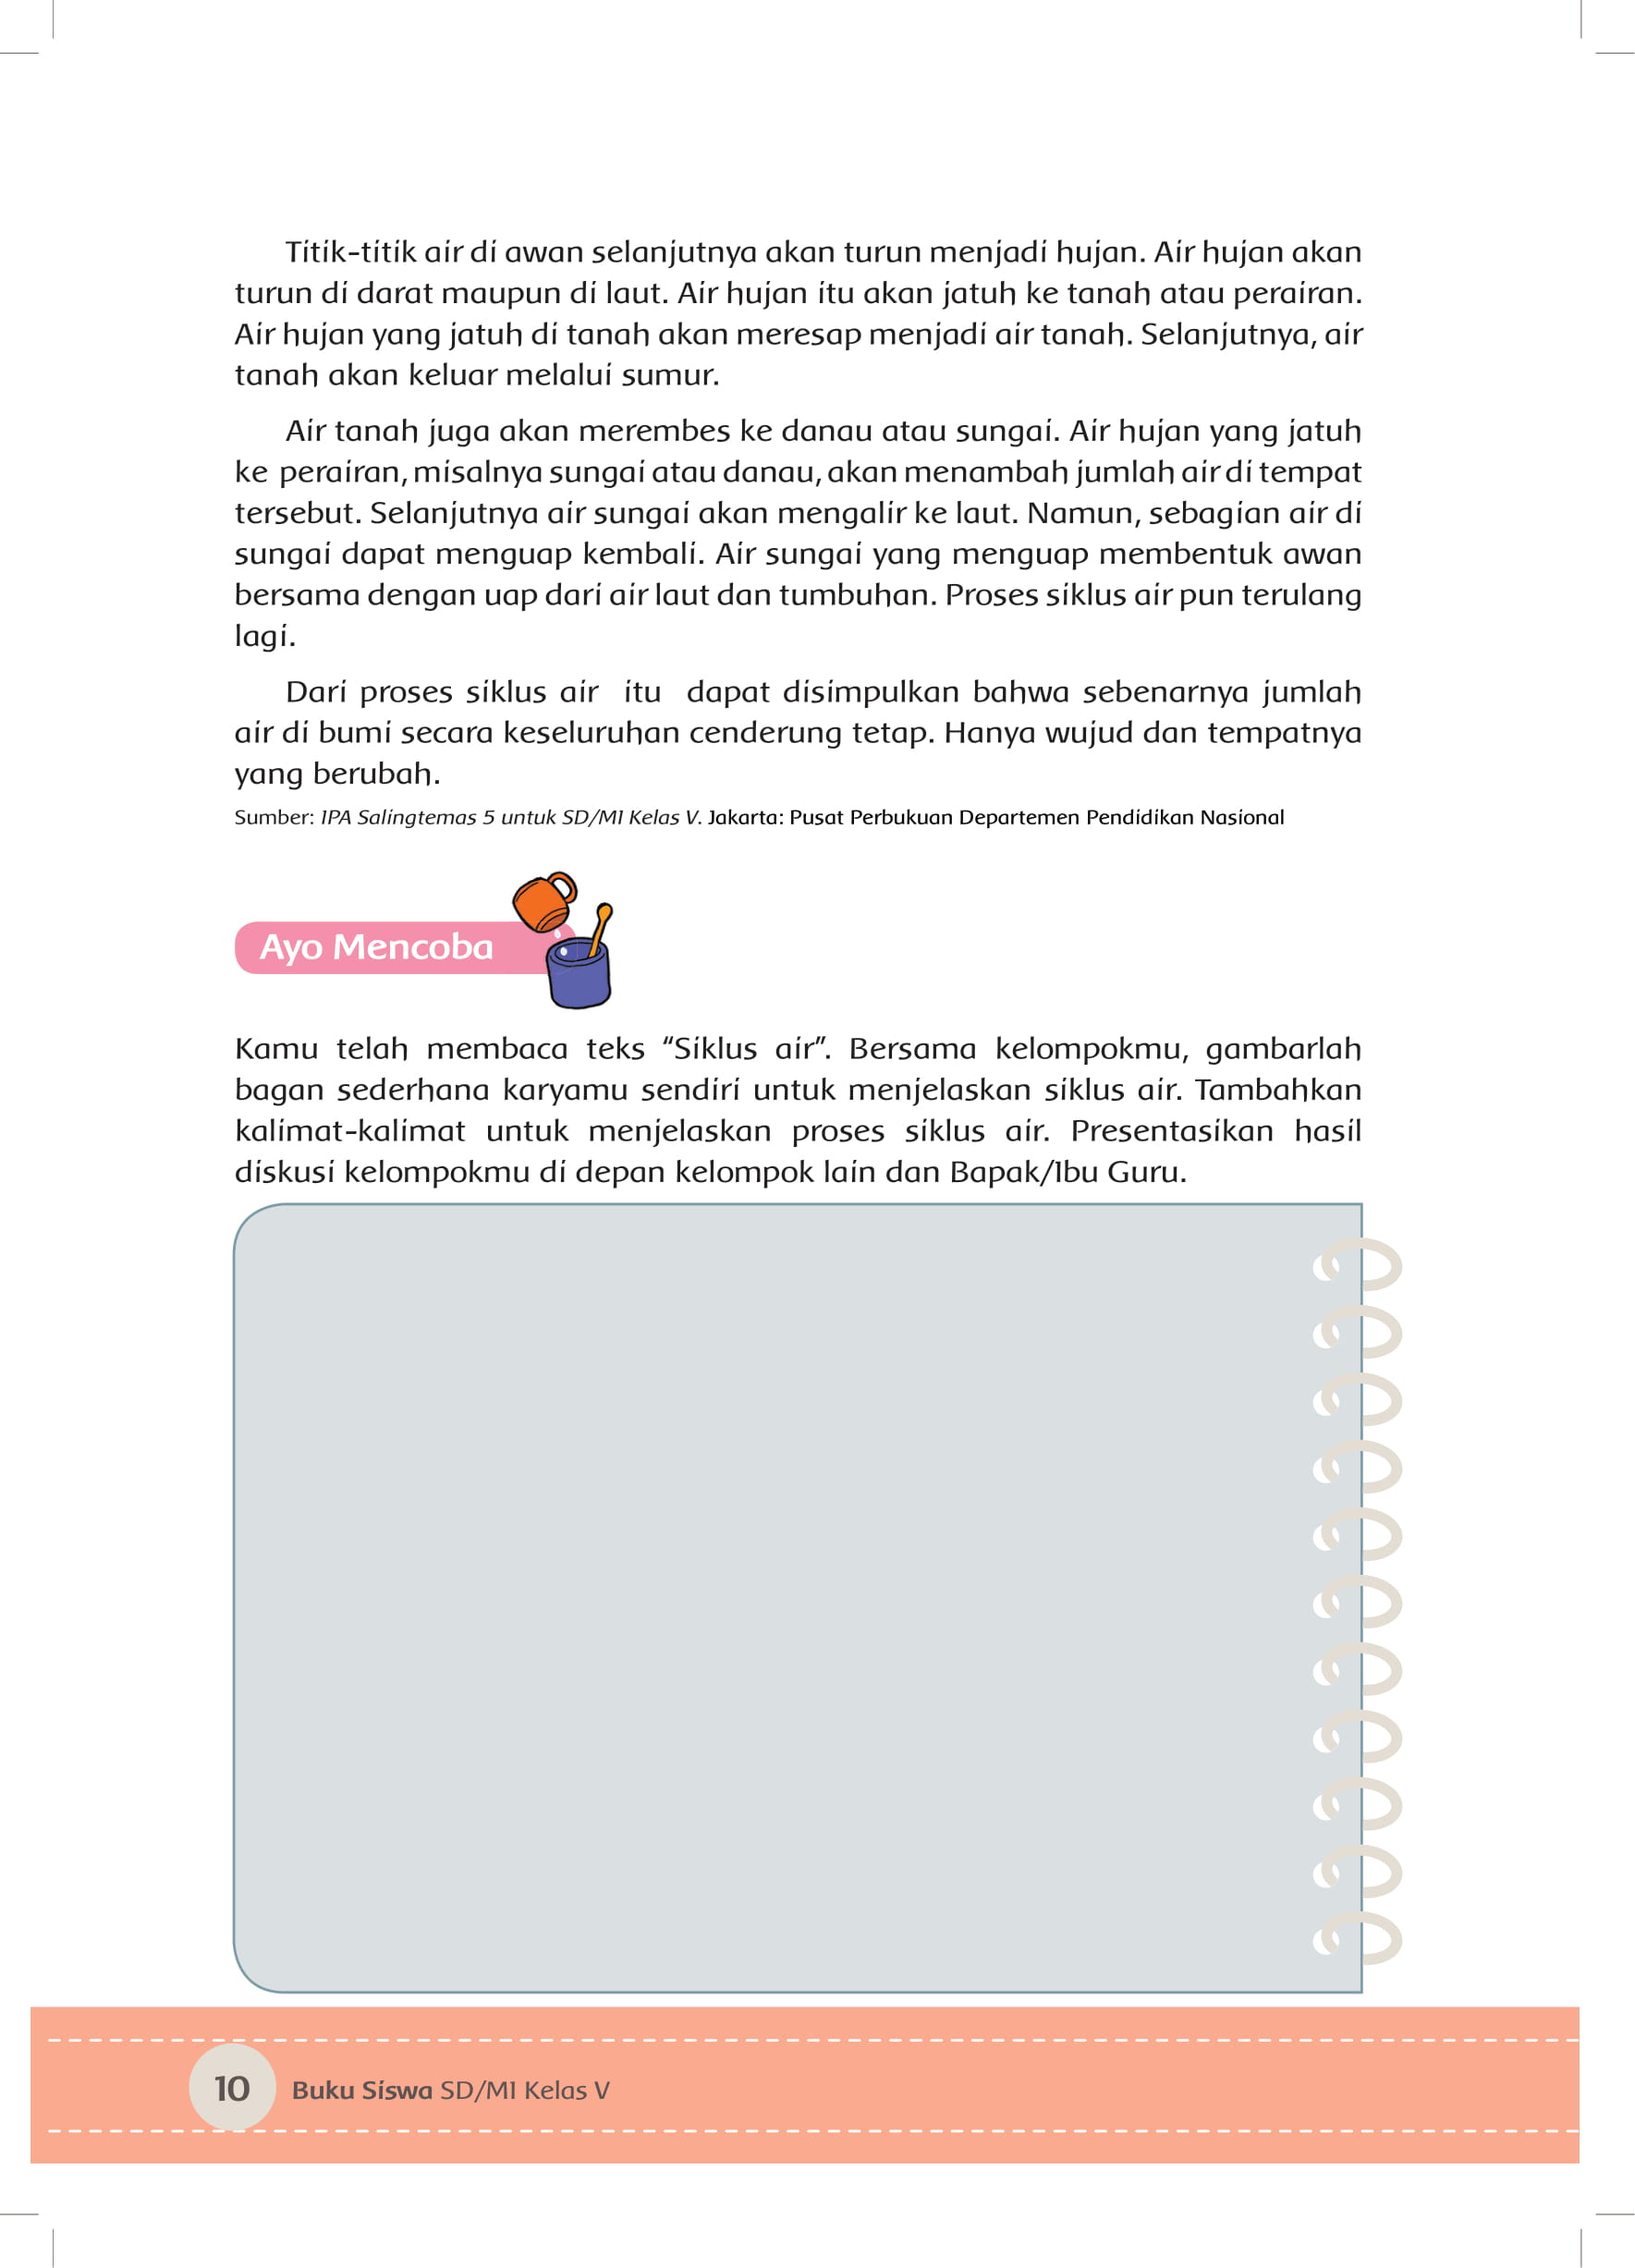 Titik-titik air di awan selanjutnya akan turun menjadi hujan. Air hujan akan
turun di darat maupun di laut. Air hujan itu akan jatuh ke tanah atau perairan.
Air hujan yang jatuh di tanah akan meresap menjadi air tanah. Selanjutnya, air
tanah akan keluar melalui sumur.
Air tanah juga akan merembes ke danau atau sungai. Air hujan yang jatuh
ke perairan, misalnya sungai atau danau, akan menambah jumlah air di tempat
tersebut. Selanjutnya air sungai akan mengalir ke laut. Namun, sebagian air di
sungai dapat menguap kembali. Air sungai yang menguap membentuk awan
bersama dengan uap dari air laut dan tumbuhan. Proses siklus air pun terulang
lagi.
Dari proses siklus air itu dapat disimpulkan bahwa sebenarnya jumlah
air di bumi secara keseluruhan cenderung tetap. Hanya wujud dan tempatnya
yang berubah.
Sumber: IPA Salingtemas 5 untuk SD/MI Kelas V. Jakarta: Pusat Perbukuan Departemen Pendidikan Nasional
Ayo Mencoba
Kamu telah membaca teks “Siklus air”. Bersama kelompokmu, gambarlah
bagan sederhana karyamu sendiri untuk menjelaskan siklus air. Tambahkan
kalimat-kalimat untuk menjelaskan proses siklus air. Presentasikan hasil
diskusi kelompokmu di depan kelompok lain dan Bapak/Ibu Guru.
10 Buku Siswa SD/MI Kelas V